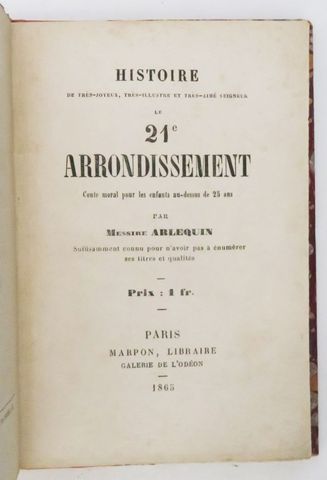 HISTOIRE
DE TRÈS-JOYEUX, TRÈS-ILLUSTRE ET TRÈS-AIMÉ SEIGNEUR
LE
21e
ARRONDISSEMENT
Conte moral pour les enfants au-dessus de 25 ans
PAR
MESSIRE ARLEQUIN
Suffisamment connu pour n'avoir pas à énumérer
ses titres et qualités
Prix : 1 fr.
PARIS
MARPON, LIBRAIRE
GALERIE DE L'ODÉON
1865